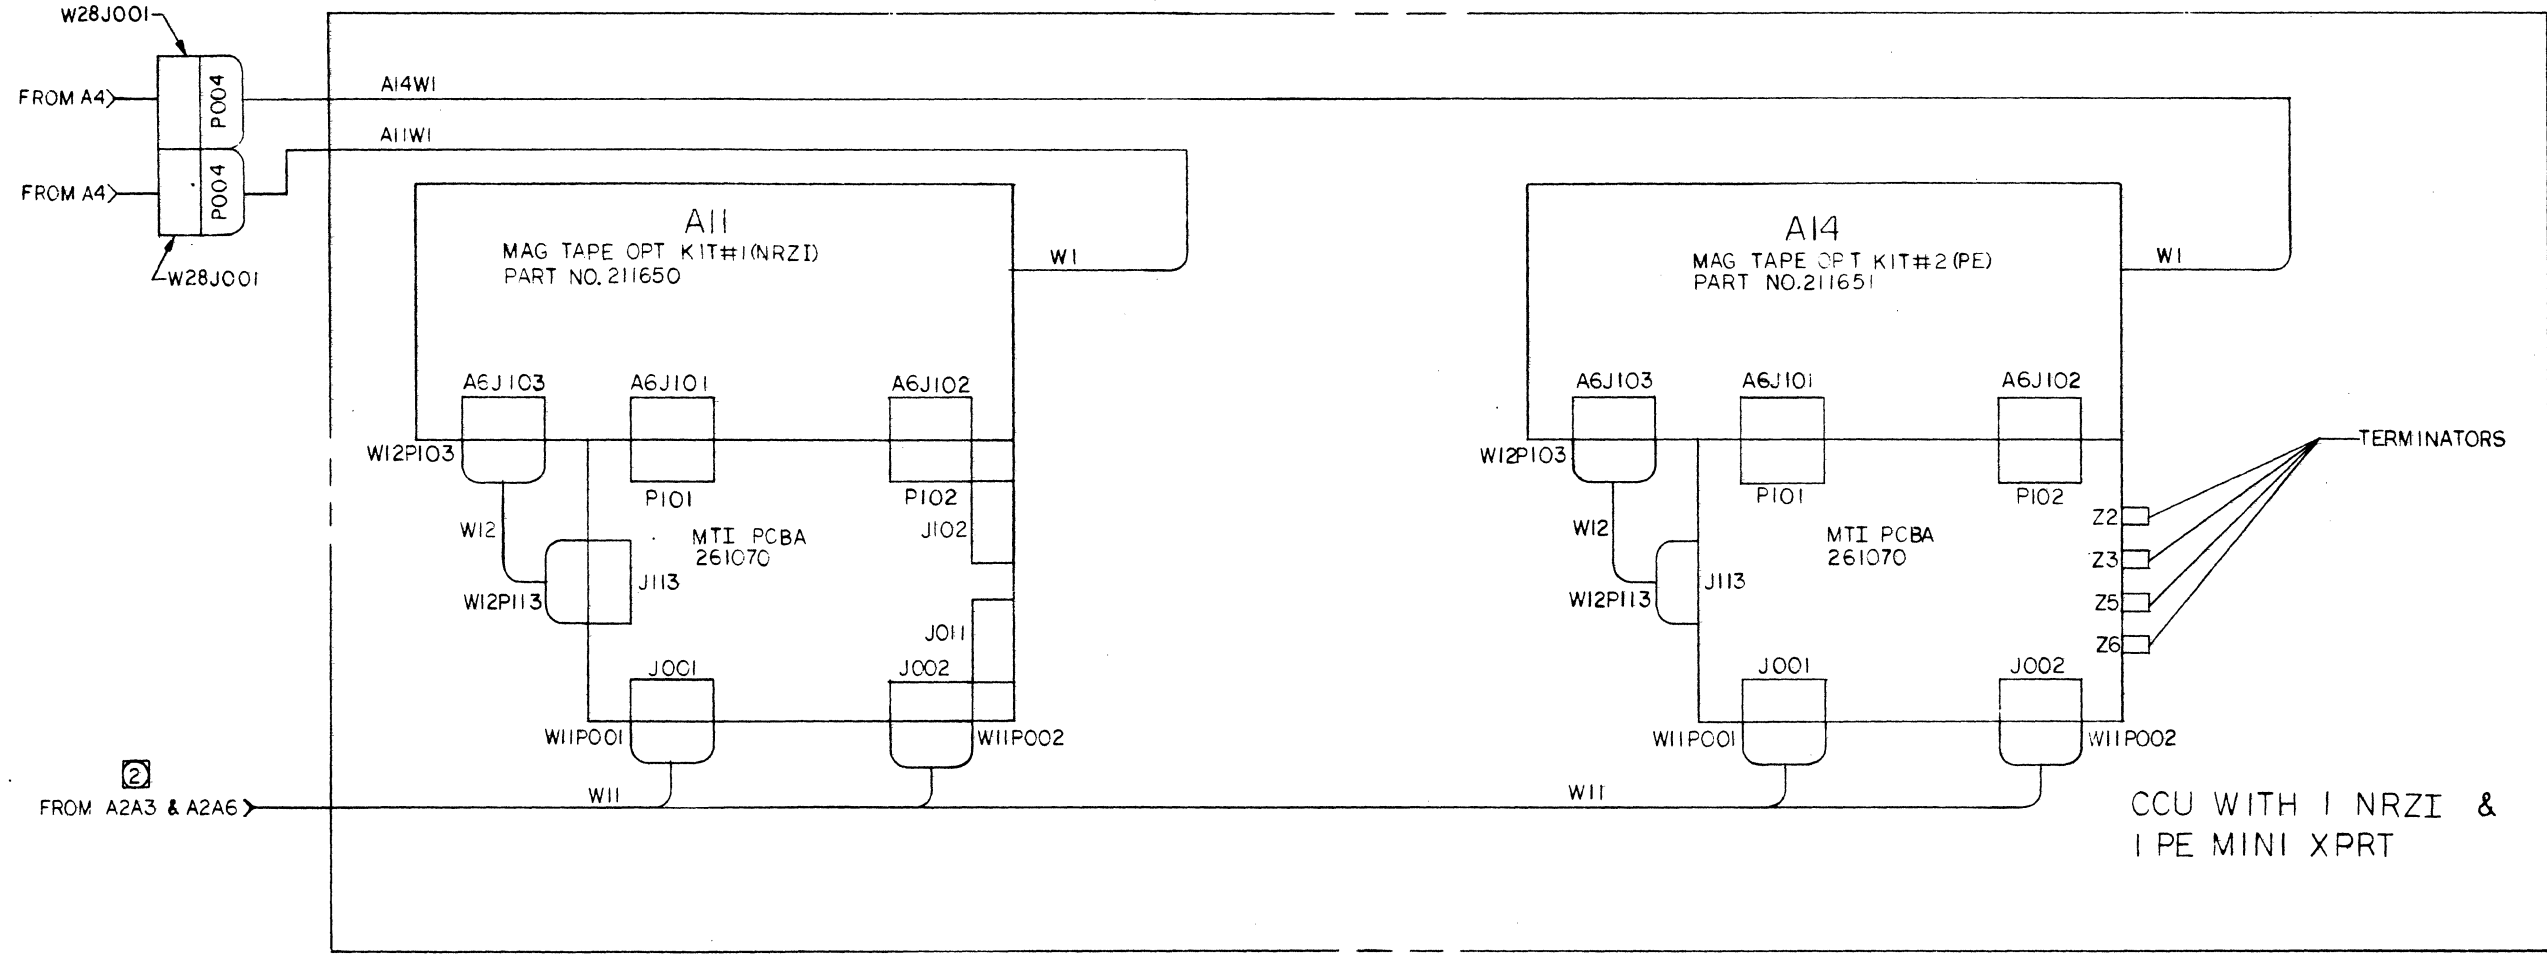 W28J001
FROM A4
P004
A14W1
A11W1
FROM A4
P004
W28J001
A11
MAG TAPE OPT KIT#1(NRZI)
PART NO. 211650
W1
A6J103
A6J101
A6J102
W12P103
P101
P102
W12
J102
MTI PCBA
261070
J113
W12P113
J011
J001
J002
W11P001
W11P002
A14
MAG TAPE OPT KIT#2(PE)
PART NO.211651
W1
A6J103
A6J101
A6J102
W12P103
TERMINATORS
P101
P102
W12
Z2
MTI PCBA
261070
Z3
J113
W12P113
Z5
Z6
J001
J002
W11P001
W11P002
2
FROM A2A3 & A2A6
W11
W11
CCU WITH 1 NRZI &
1 PE MINI XPRT